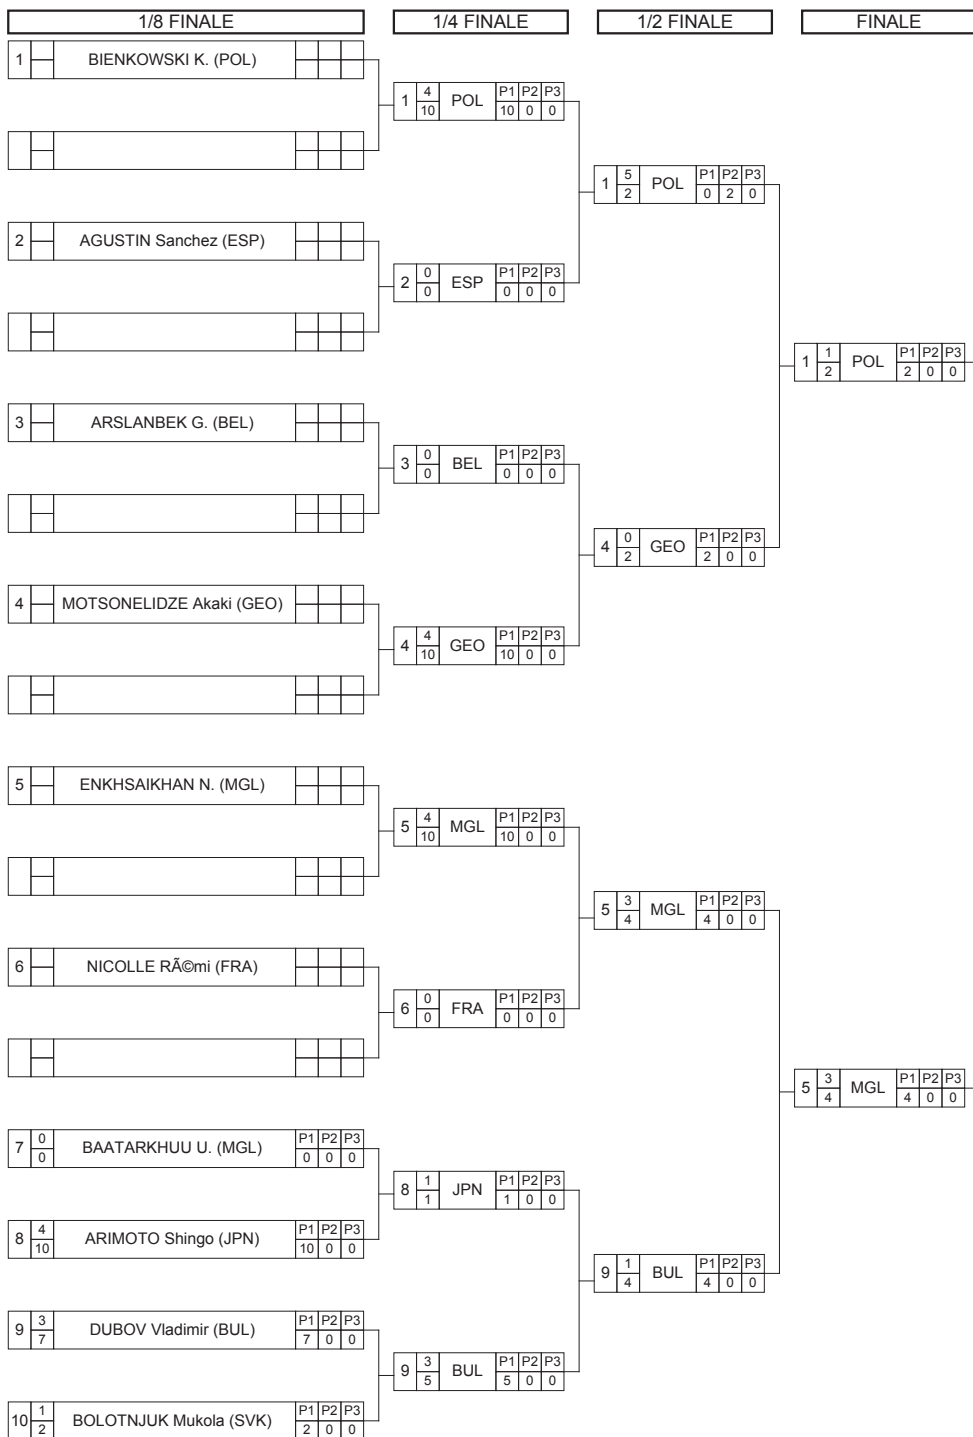 1/8 FINALE 1/4 FINALE 1/2 FINALE FINALE
1 BIENKOWSKI K. (POL)
1 4 10 POL P1 P2 P3 10 0 0
1 5 2 POL P1 P2 P3 0 2 0
2 AGUSTIN Sanchez (ESP)
2 0 0 ESP P1 P2 P3 0 0 0
1 1 2 POL P1 P2 P3 2 0 0
3 ARSLANBEK G. (BEL)
3 0 0 BEL P1 P2 P3 0 0 0
4 0 2 GEO P1 P2 P3 2 0 0
4 MOTSONELIDZE Akaki (GEO)
4 4 10 GEO P1 P2 P3 10 0 0
5 ENKHSAIKHAN N. (MGL)
5 4 10 MGL P1 P2 P3 10 0 0
5 3 4 MGL P1 P2 P3 4 0 0
6 NICOLLE RÃ©mi (FRA)
6 0 0 FRA P1 P2 P3 0 0 0
5 3 4 MGL P1 P2 P3 4 0 0
7 0 0 BAATARKHUU U. (MGL) P1 P2 P3 0 0 0
8 1 1 JPN P1 P2 P3 1 0 0
8 4 10 ARIMOTO Shingo (JPN) P1 P2 P3 10 0 0
9 1 4 BUL P1 P2 P3 4 0 0
9 3 7 DUBOV Vladimir (BUL) P1 P2 P3 7 0 0
9 3 5 BUL P1 P2 P3 5 0 0
10 1 2 BOLOTNJUK Mukola (SVK) P1 P2 P3 2 0 0